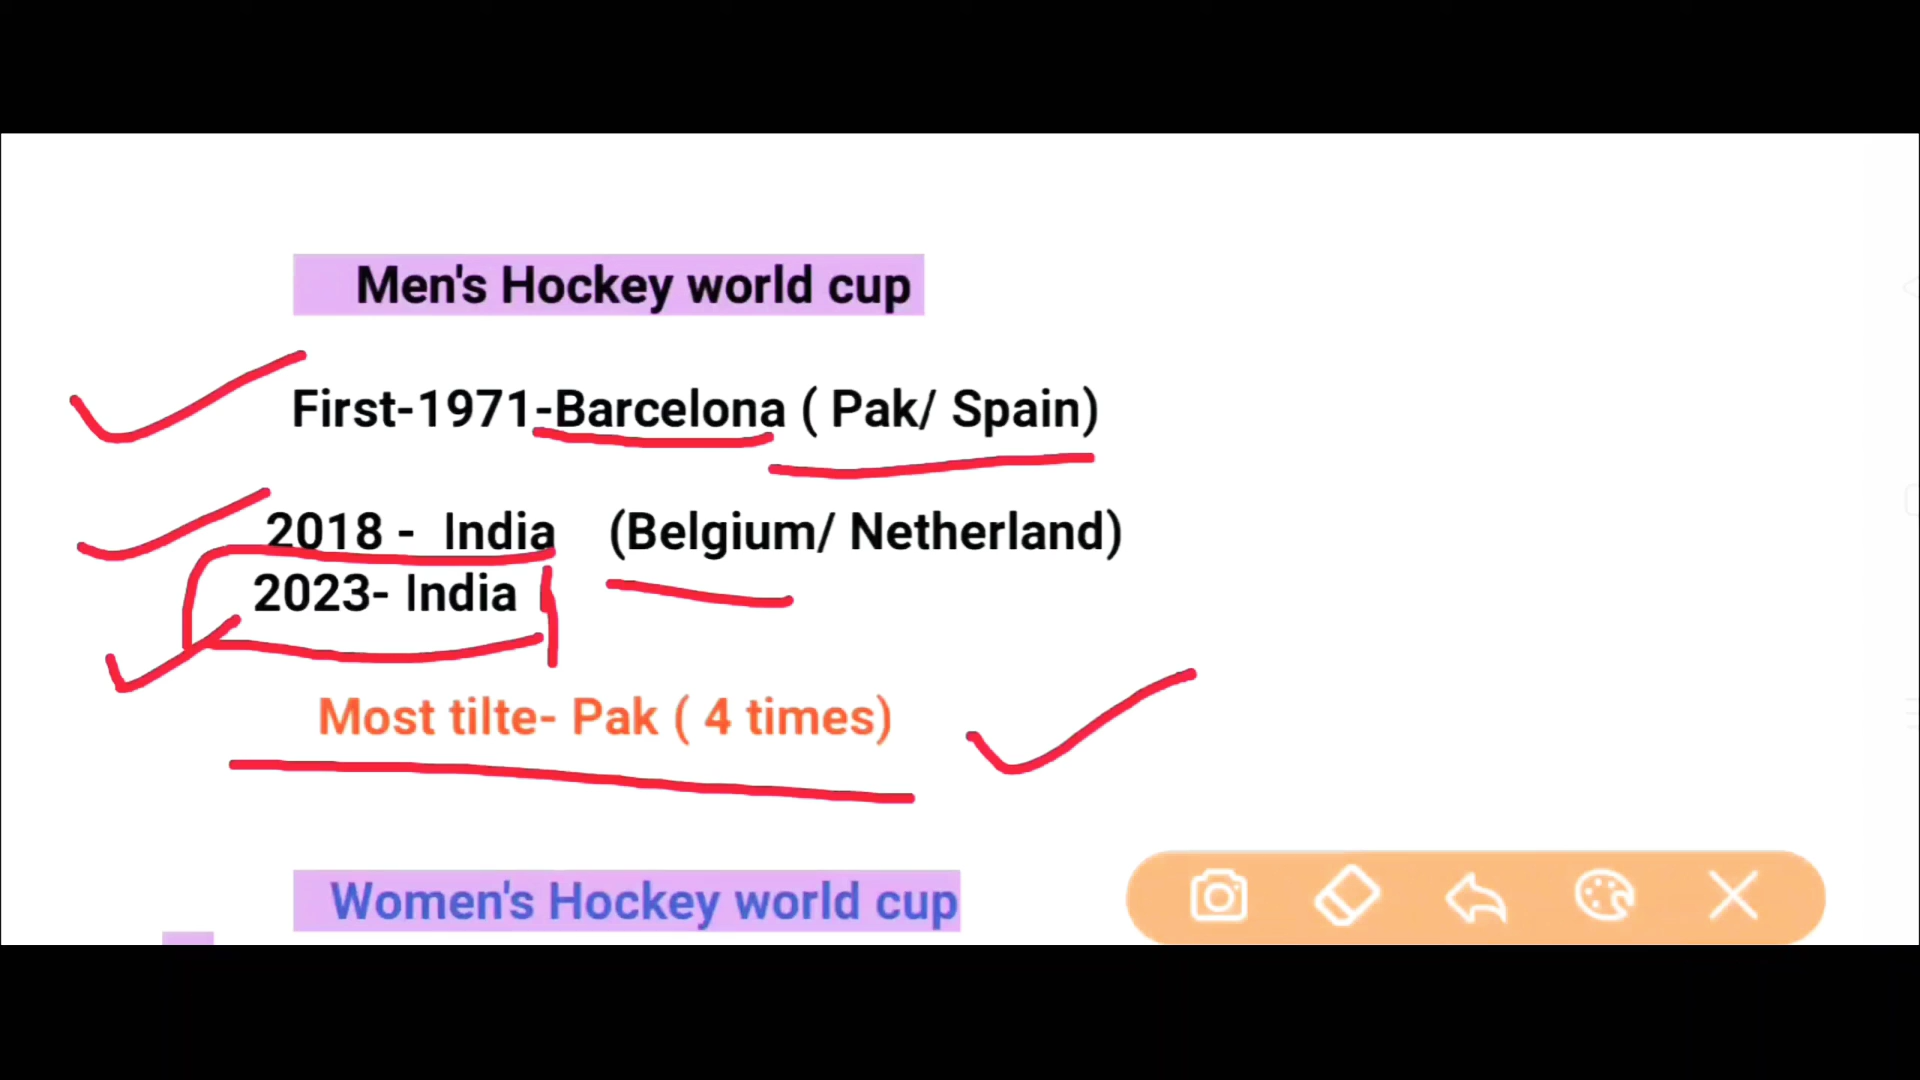 Men's Hockey world cup
First-1971-Barcelona ( Pak/ Spain)
2018 - India (Belgium/ Netherland)
2023- India
Most tilte- Pak ( 4 times)
Women's Hockey world cup